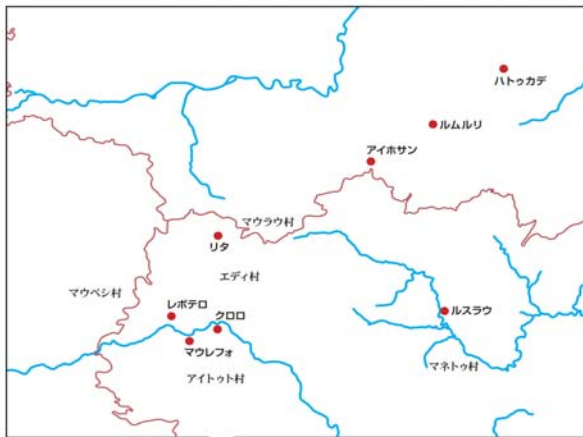 ハトゥカデ
ルムルリ
アイホサン
マウラウ村
リタ
エディ村
マウベシ村
レポテロ
クロロ
ルスラウ
マウレフォ
マネトゥ村
アイトゥト村